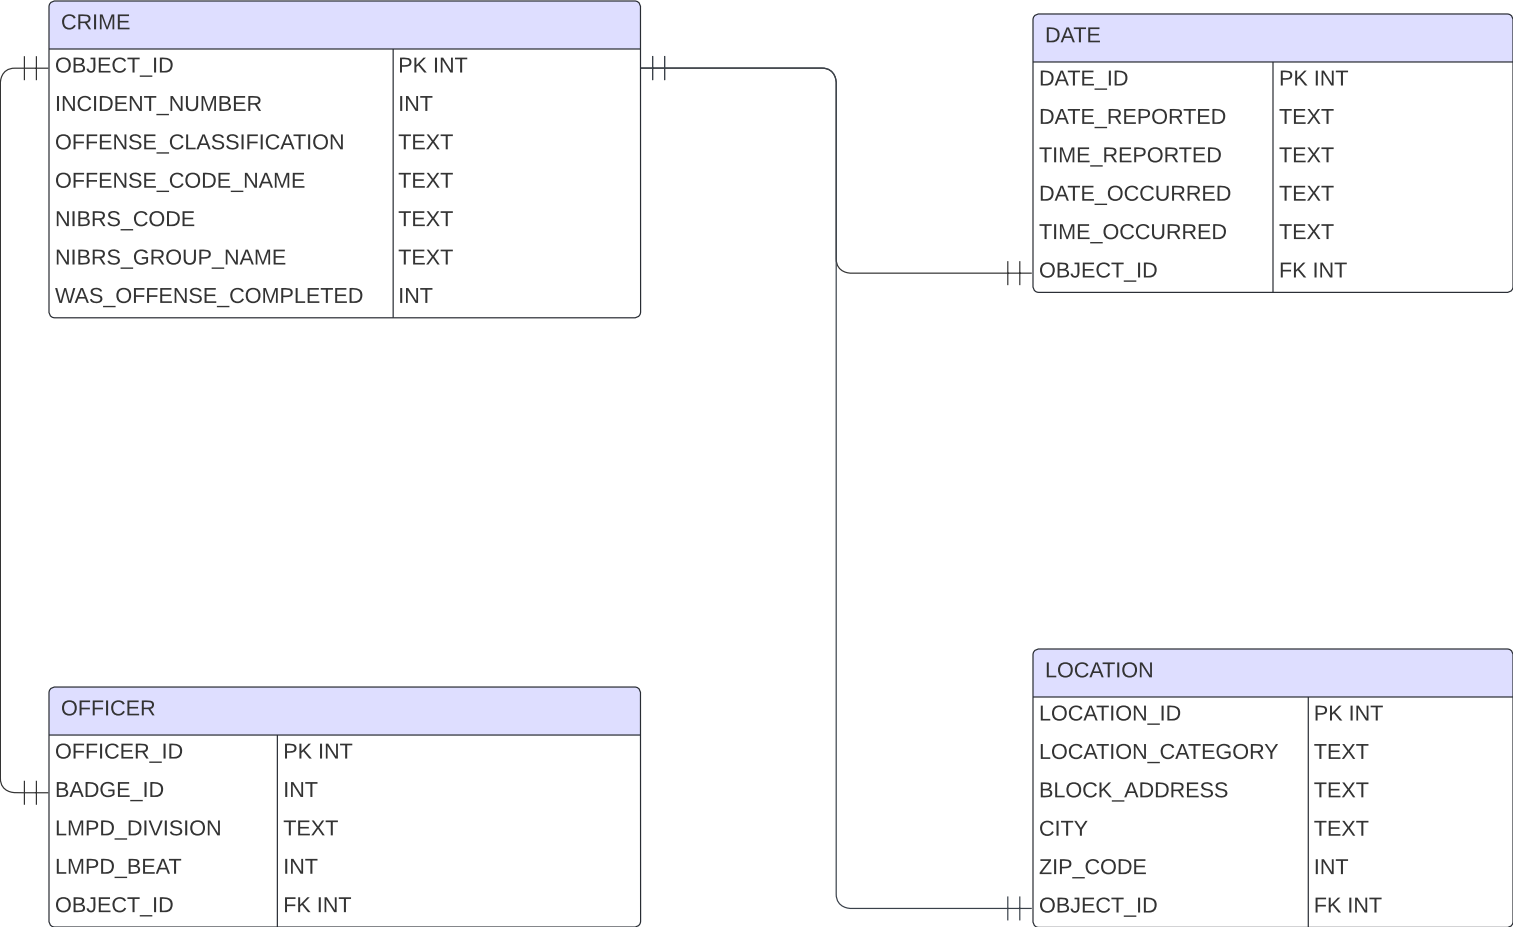 CRIME
OBJECT_ID PK INT
INCIDENT_NUMBER INT
OFFENSE_CLASSIFICATION TEXT
OFFENSE_CODE_NAME TEXT
NIBRS_CODE TEXT
NIBRS_GROUP_NAME TEXT
WAS_OFFENSE_COMPLETED INT
DATE
DATE_ID PK INT
DATE_REPORTED TEXT
TIME_REPORTED TEXT
DATE_OCCURRED TEXT
TIME_OCCURRED TEXT
OBJECT_ID FK INT
OFFICER
OFFICER_ID PK INT
BADGE_ID INT
LMPD_DIVISION TEXT
LMPD_BEAT INT
OBJECT_ID FK INT
LOCATION
LOCATION_ID PK INT
LOCATION_CATEGORY TEXT
BLOCK_ADDRESS TEXT
CITY TEXT
ZIP_CODE INT
OBJECT_ID FK INT